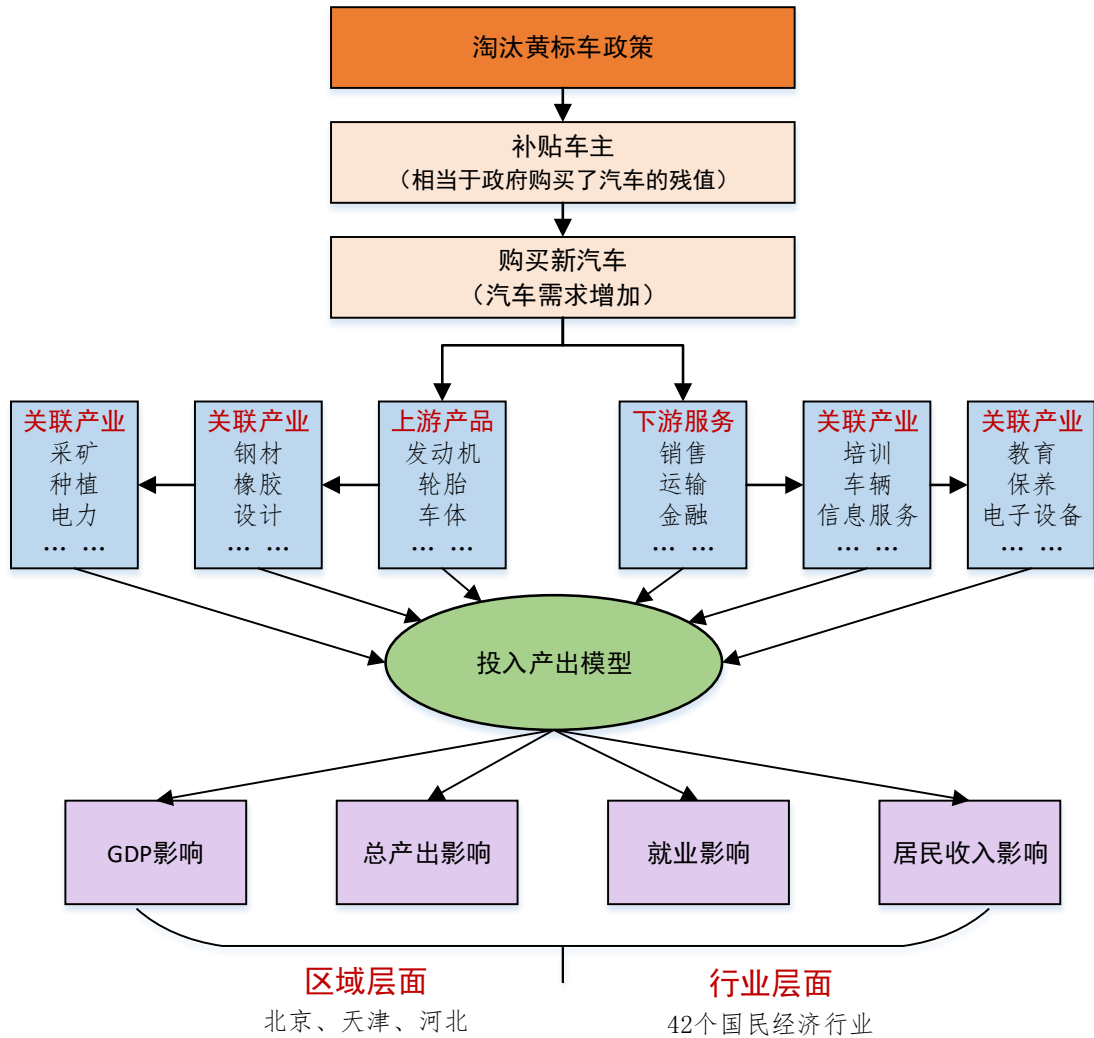 淘汰黄标车政策
补贴车主
（相当于政府购买了汽车的残值）
购买新汽车
（汽车需求增加）
关联产业
采矿
种植
电力
… …
关联产业
钢材
橡胶
设计
… …
上游产品
发动机
轮胎
车体
… …
下游服务
销售
运输
金融
… …
关联产业
培训
车辆
信息服务
… …
关联产业
教育
保养
电子设备
… …
投入产出模型
GDP影响
总产出影响
就业影响
居民收入影响
区域层面
北京、天津、河北
行业层面
42个国民经济行业